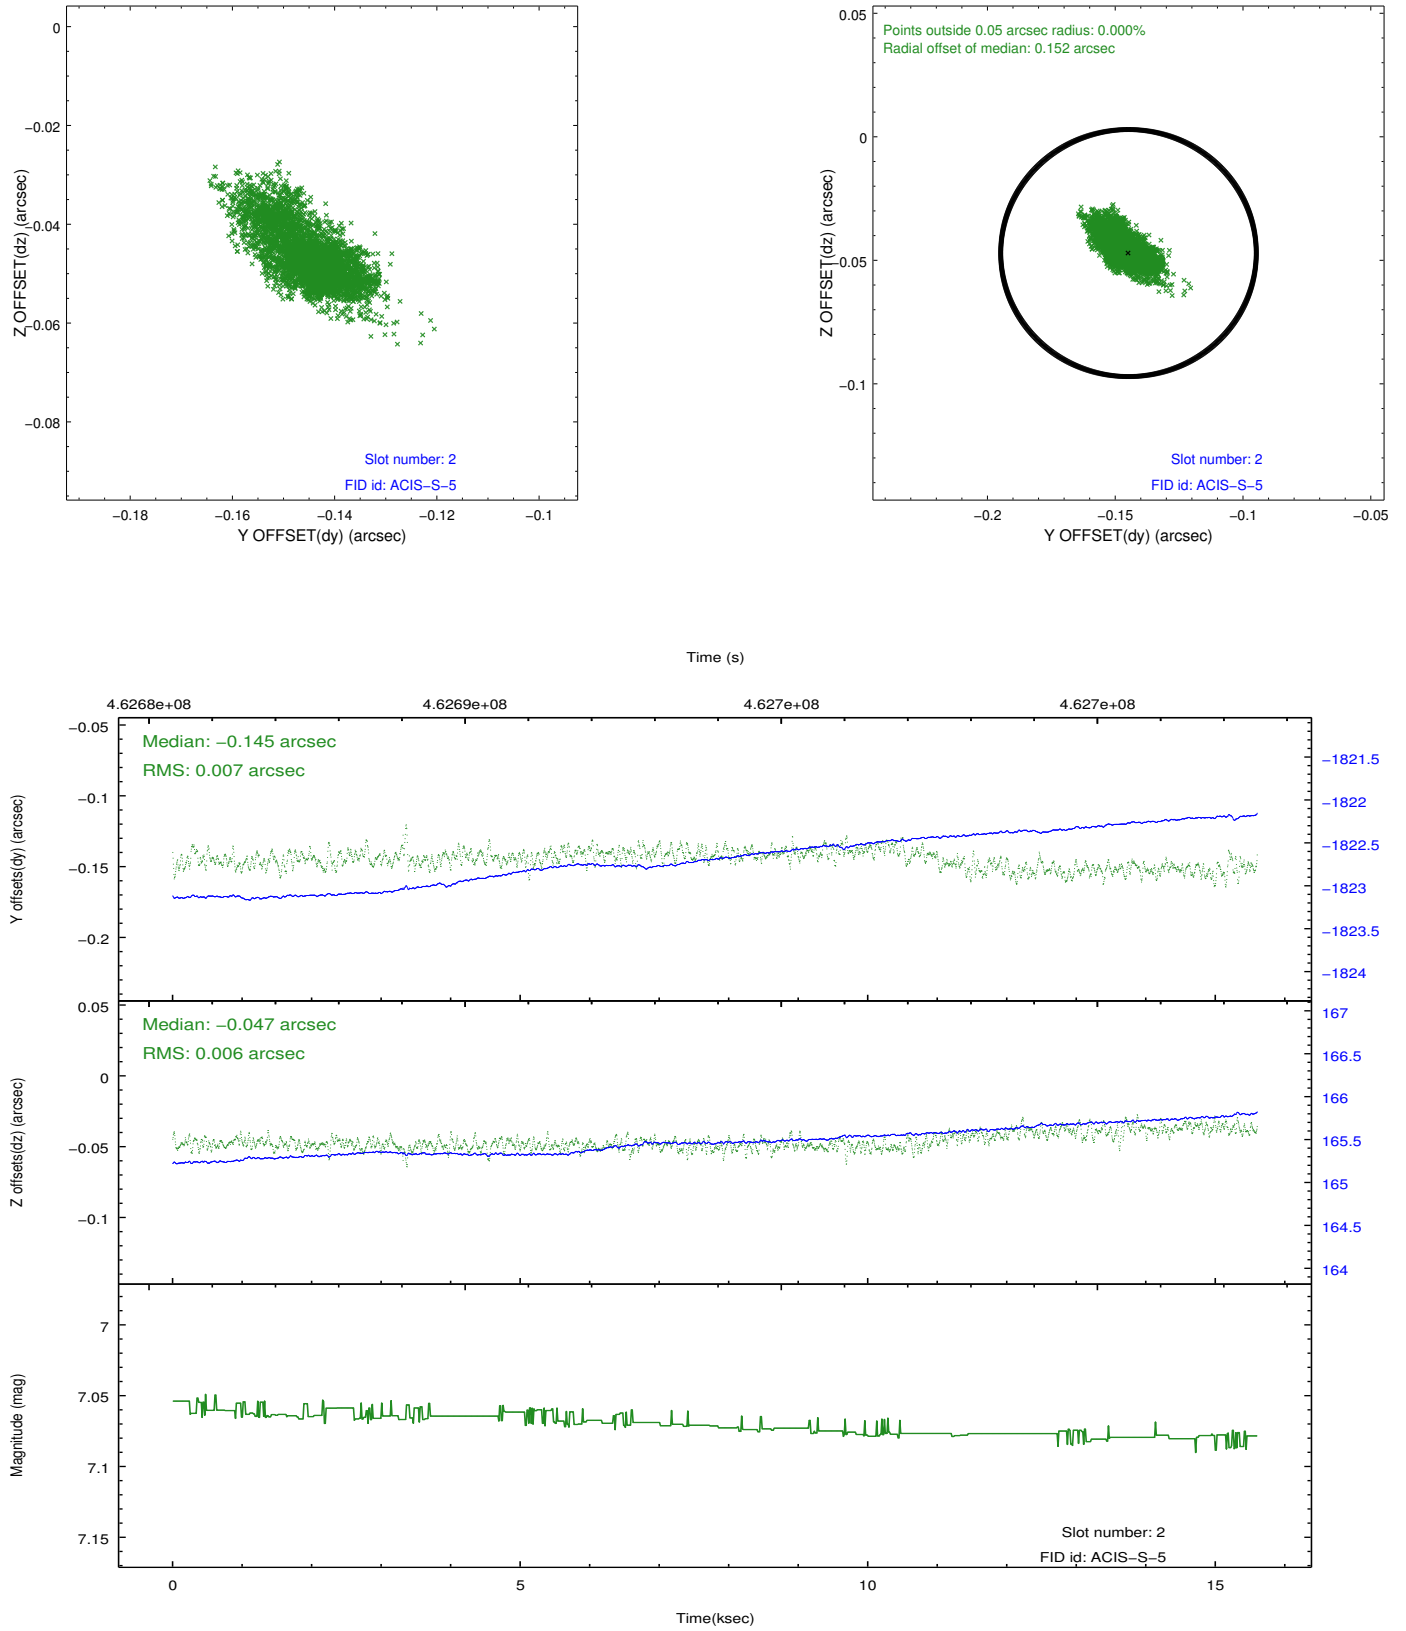 0
−0.02
−0.04
−0.06
−0.08
Z OFFSET(dz) (arcsec)
Slot number: 2
FID id: ACIS−S−5
−0.18
−0.16
−0.14
−0.12
−0.1
Y OFFSET(dy) (arcsec)
0.05
0
−0.05
−0.1
Z OFFSET(dz) (arcsec)
Points outside 0.05 arcsec radius: 0.000%
Radial offset of median: 0.152 arcsec
Slot number: 2
FID id: ACIS−S−5
−0.2
−0.15
−0.1
−0.05
Y OFFSET(dy) (arcsec)
Time (s)
4.6268e+08
4.6269e+08
4.627e+08
4.627e+08
−0.05
−0.1
−0.15
−0.2
Y offsets(dy) (arcsec)
Median: −0.145 arcsec
RMS: 0.007 arcsec
−1821.5
−1822
−1822.5
−1823
−1823.5
−1824
0.05
0
−0.05
−0.1
Z offsets(dz) (arcsec)
Median: −0.047 arcsec
RMS: 0.006 arcsec
167
166.5
166
165.5
165
164.5
164
7
7.05
7.1
7.15
Magnitude (mag)
Slot number: 2
FID id: ACIS−S−5
0
5
10
15
Time(ksec)